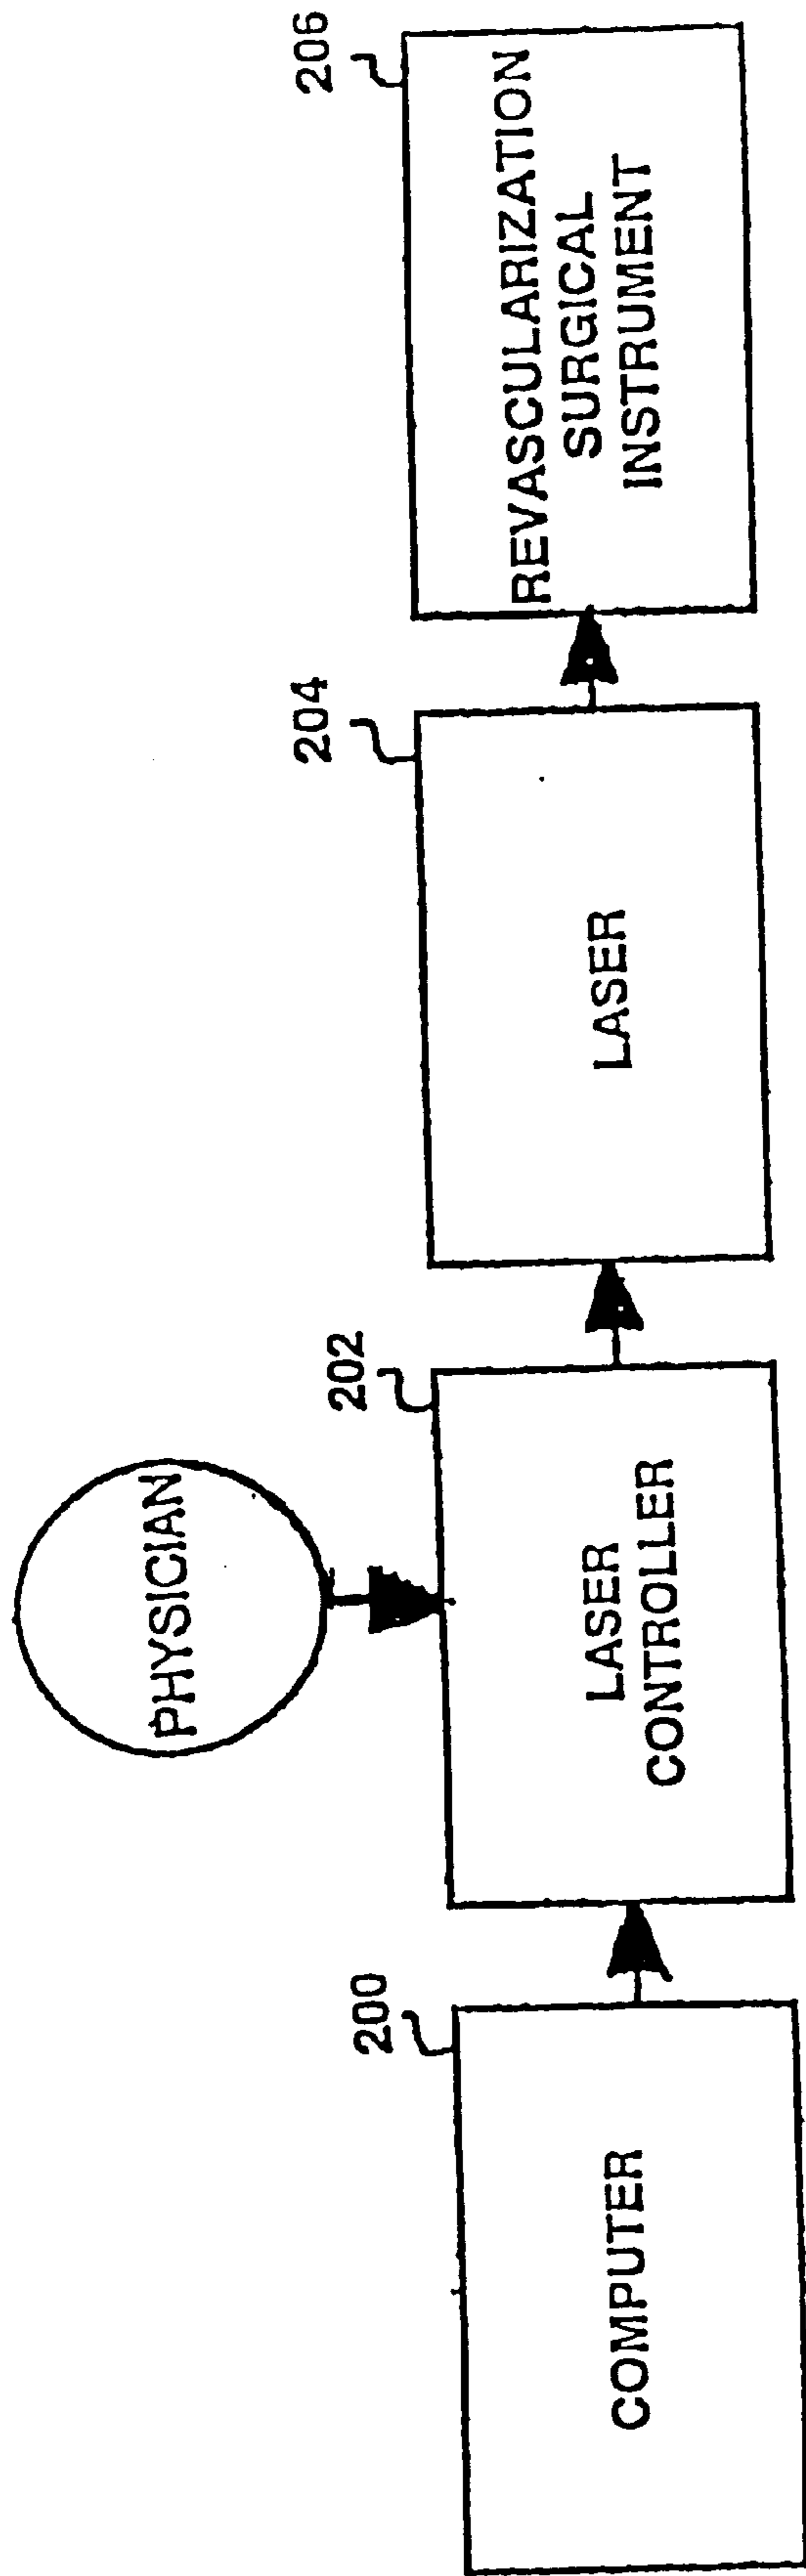 PHYSICIAN
200
202
204
206
COMPUTER
LASER
CONTROLLER
LASER
REVASCULARIZATION
SURGICAL
INSTRUMENT